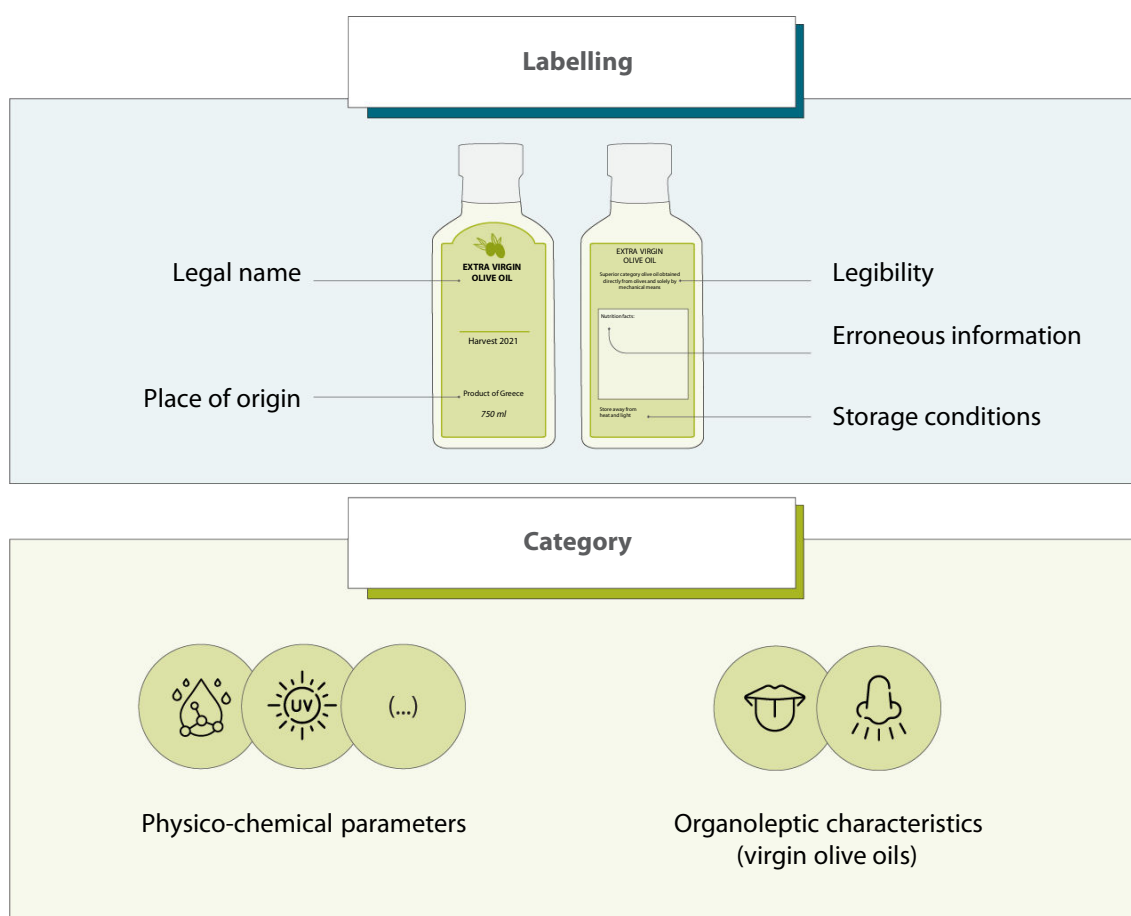 Labelling
Legal name
Place of origin
EXTRA VIRGIN
OLIVE OIL
Harvest 2021
Product of Greece
750 ml
EXTRA VIRGIN
OLIVE OIL
Superior category olive oil obtained
directly from olives and solely by
mechanical means
Nutrition facts:
Store away from
heat and light
Legibility
Erroneous information
Storage conditions
Category
UV
(...)
Physico-chemical parameters
Organoleptic characteristics
(virgin olive oils)